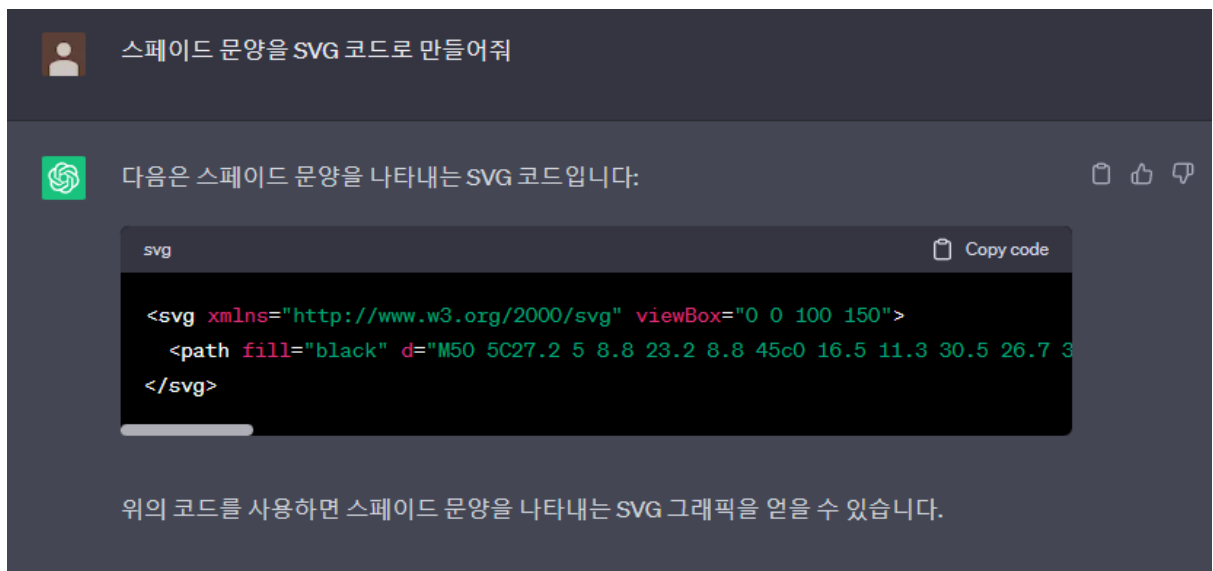 스페이드 문양을 SVG 코드로 만들어줘
다음은 스페이드 문양을 나타내는 SVG 코드입니다:
svg
Copy code
<svg xmlns="http://www.w3.org/2000/svg" viewBox="0 0 100 150">
<path fill="black" d="M50 5C27.2 5 8.8 23.2 8.8 45c0 16.5 11.3 30.5 26.7 3
</svg>
위의 코드를 사용하면 스페이드 문양을 나타내는 SVG 그래픽을 얻을 수 있습니다.